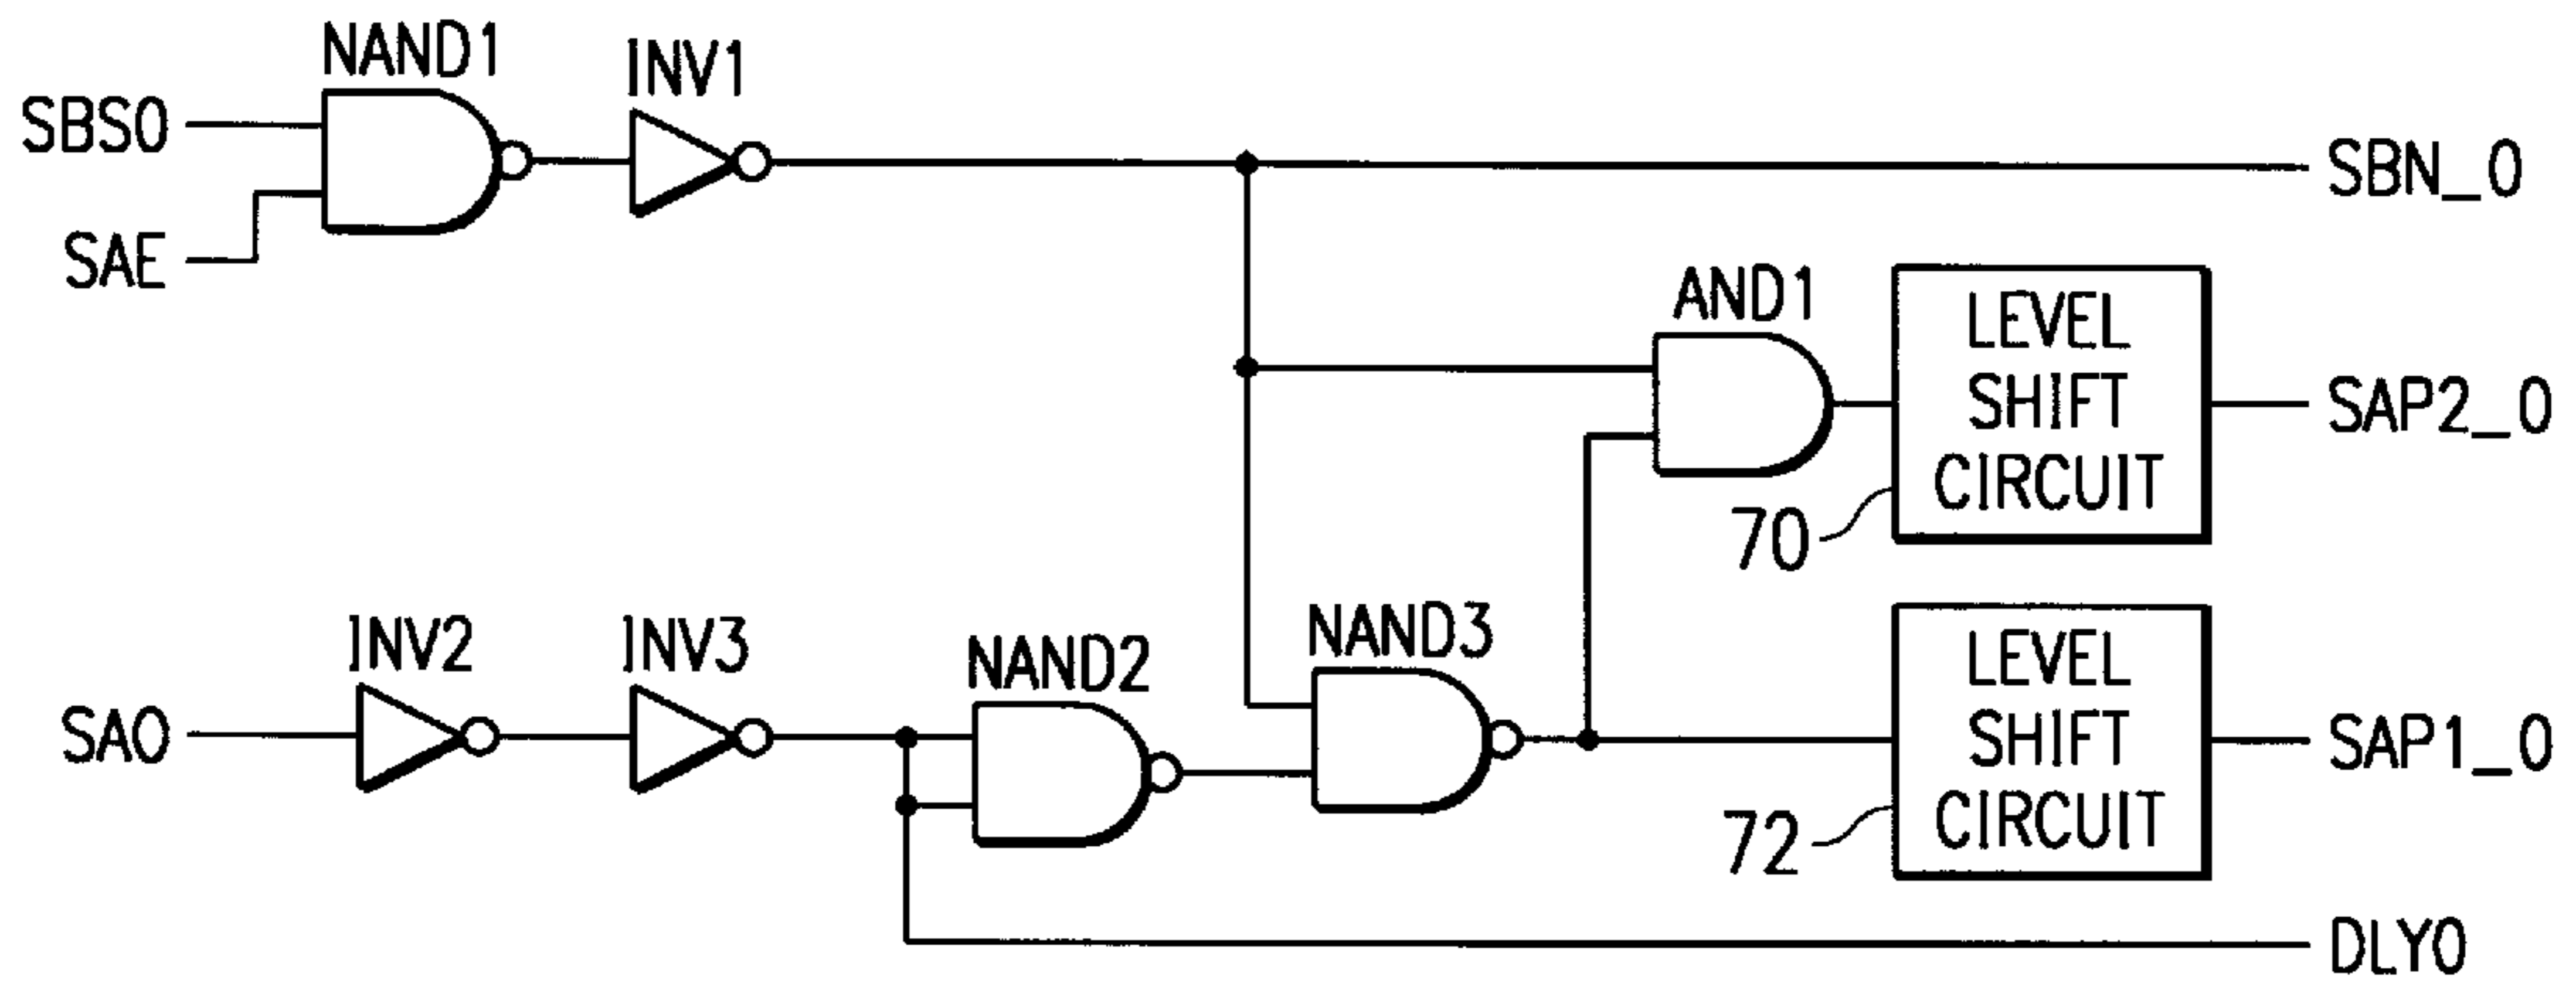 NAND1
INV1
SBS0
SAE
SBN_0
AND1
LEVEL
SHIFT
CIRCUIT
SAP2_0
70
INV2
INV3
NAND2
NAND3
SA0
LEVEL
SHIFT
CIRCUIT
SAP1_0
72
DLY0